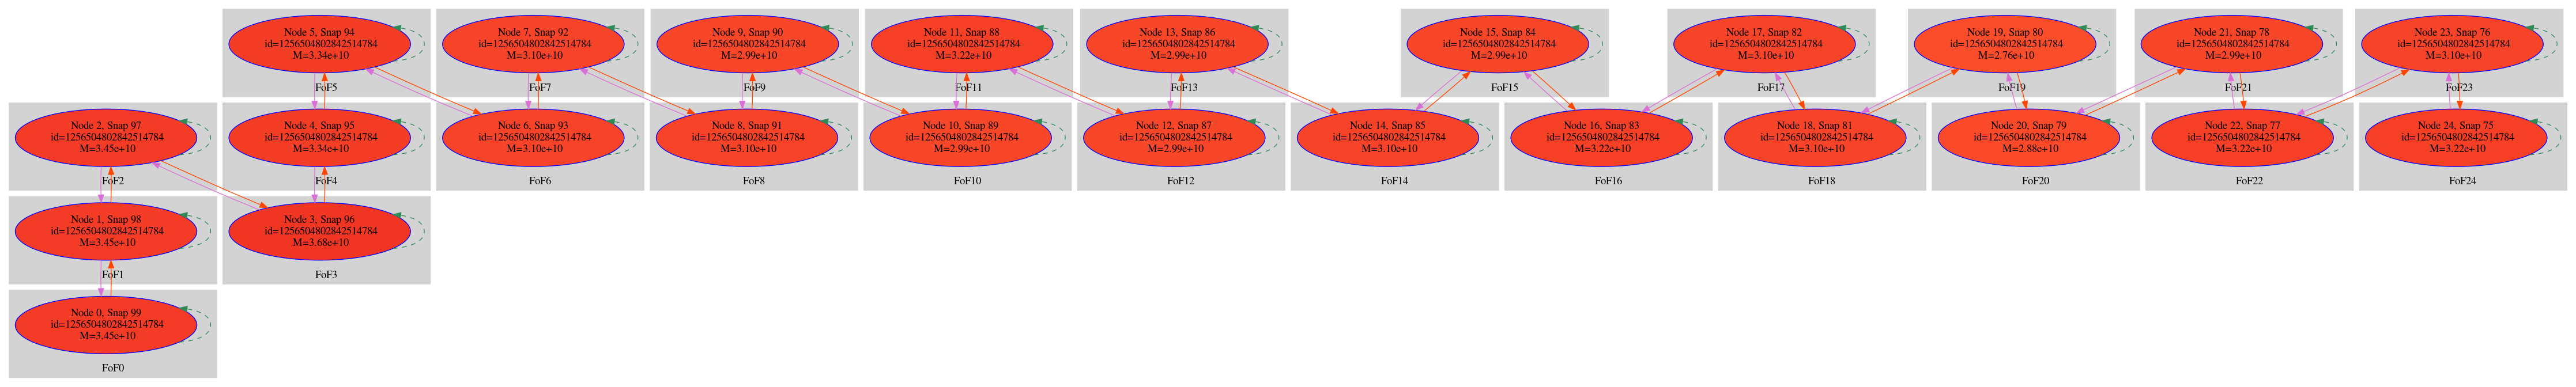 Node 5, Snap 94
id=1256504802842514784
M=3.34e+10
FoF5
Node 7, Snap 92
id=1256504802842514784
M=3.10e+10
FoF7
Node 9, Snap 90
id=1256504802842514784
M=2.99e+10
FoF9
Node 11, Snap 88
id=1256504802842514784
M=3.22e+10
FoF11
Node 13, Snap 86
id=1256504802842514784
M=2.99e+10
FoF13
Node 15, Snap 84
id=1256504802842514784
M=2.99e+10
FoF15
Node 17, Snap 82
id=1256504802842514784
M=3.10e+10
FoF17
Node 19, Snap 80
id=1256504802842514784
M=2.76e+10
FoF19
Node 21, Snap 78
id=1256504802842514784
M=2.99e+10
FoF21
Node 23, Snap 76
id=1256504802842514784
M=3.10e+10
FoF23
Node 2, Snap 97
id=1256504802842514784
M=3.45e+10
FoF2
Node 4, Snap 95
id=1256504802842514784
M=3.34e+10
FoF4
Node 6, Snap 93
id=1256504802842514784
M=3.10e+10
FoF6
Node 8, Snap 91
id=1256504802842514784
M=3.10e+10
FoF8
Node 10, Snap 89
id=1256504802842514784
M=2.99e+10
FoF10
Node 12, Snap 87
id=1256504802842514784
M=2.99e+10
FoF12
Node 14, Snap 85
id=1256504802842514784
M=3.10e+10
FoF14
Node 16, Snap 83
id=1256504802842514784
M=3.22e+10
FoF16
Node 18, Snap 81
id=1256504802842514784
M=3.10e+10
FoF18
Node 20, Snap 79
id=1256504802842514784
M=2.88e+10
FoF20
Node 22, Snap 77
id=1256504802842514784
M=3.22e+10
FoF22
Node 24, Snap 75
id=1256504802842514784
M=3.22e+10
FoF24
Node 1, Snap 98
id=1256504802842514784
M=3.45e+10
FoF1
Node 3, Snap 96
id=1256504802842514784
M=3.68e+10
FoF3
Node 0, Snap 99
id=1256504802842514784
M=3.45e+10
FoF0